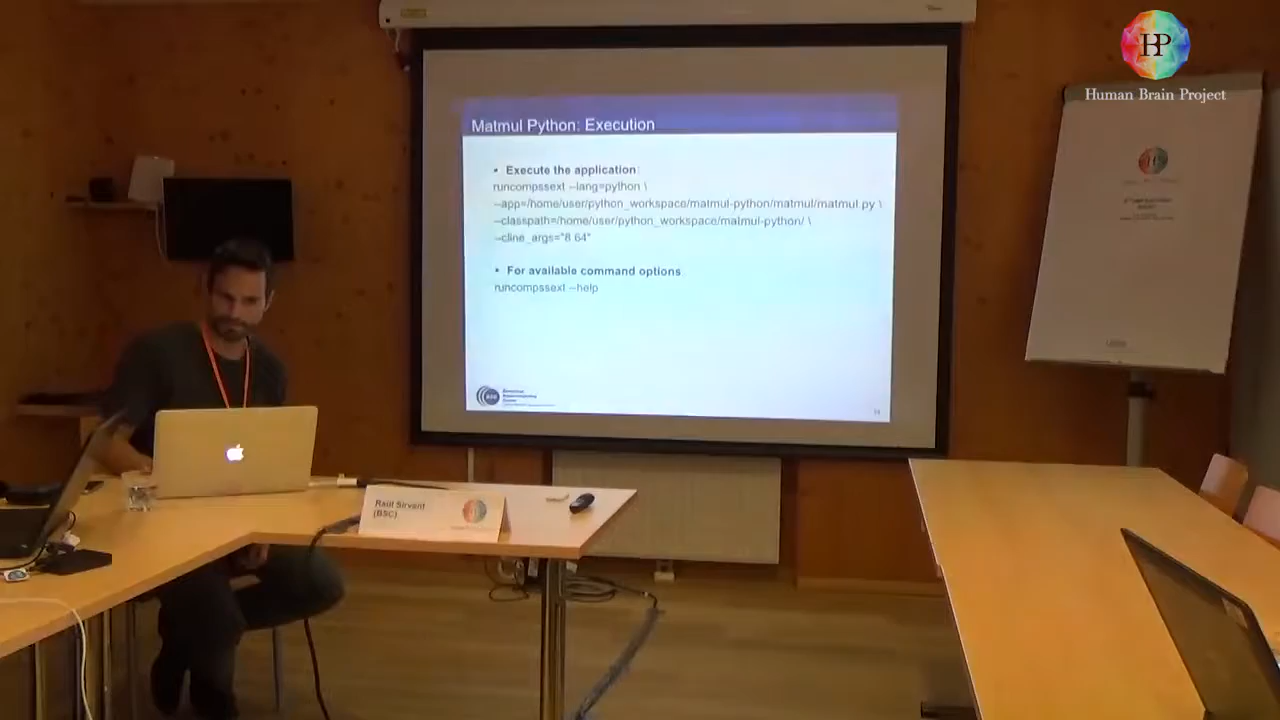 HP
Human Brain Project
Matmul Python: Execution
▪ Execute the application:
runcompssext --lang=python \
--app=/home/user/python_workspace/matmul-python/matmul/matmul.py \
--classpath=/home/user/python_workspace/matmul-python/ \
--cline_args="8 64"
▪ For available command options
runcompssext --help
Raül Sirvent
(BSC)